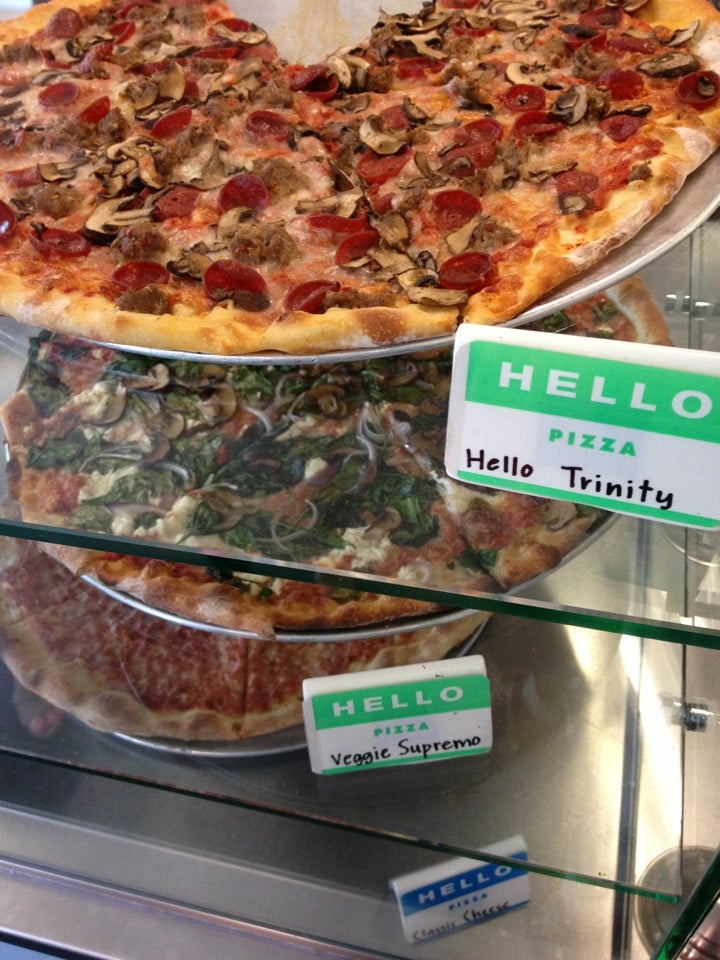 HELLO
PIZZA
Hello Trinity
HELLO
PIZZA
Veggie Supremo
HELLO
PIZZA
Classic Cheese